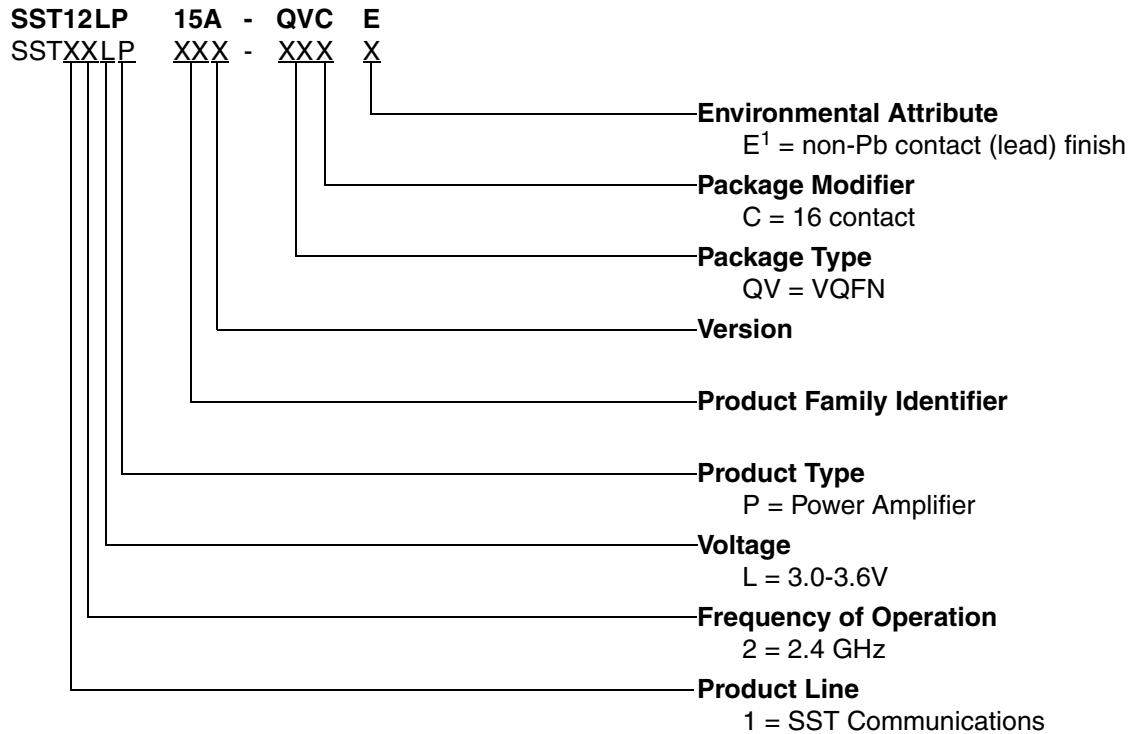 SST12LP 15A - QVC E
SSTXXLP XXX - XXX X
Environmental Attribute
E¹ = non-Pb contact (lead) finish
Package Modifier
C = 16 contact
Package Type
QV = VQFN
Version
Product Family Identifier
Product Type
P = Power Amplifier
Voltage
L = 3.0-3.6V
Frequency of Operation
2 = 2.4 GHz
Product Line
1 = SST Communications